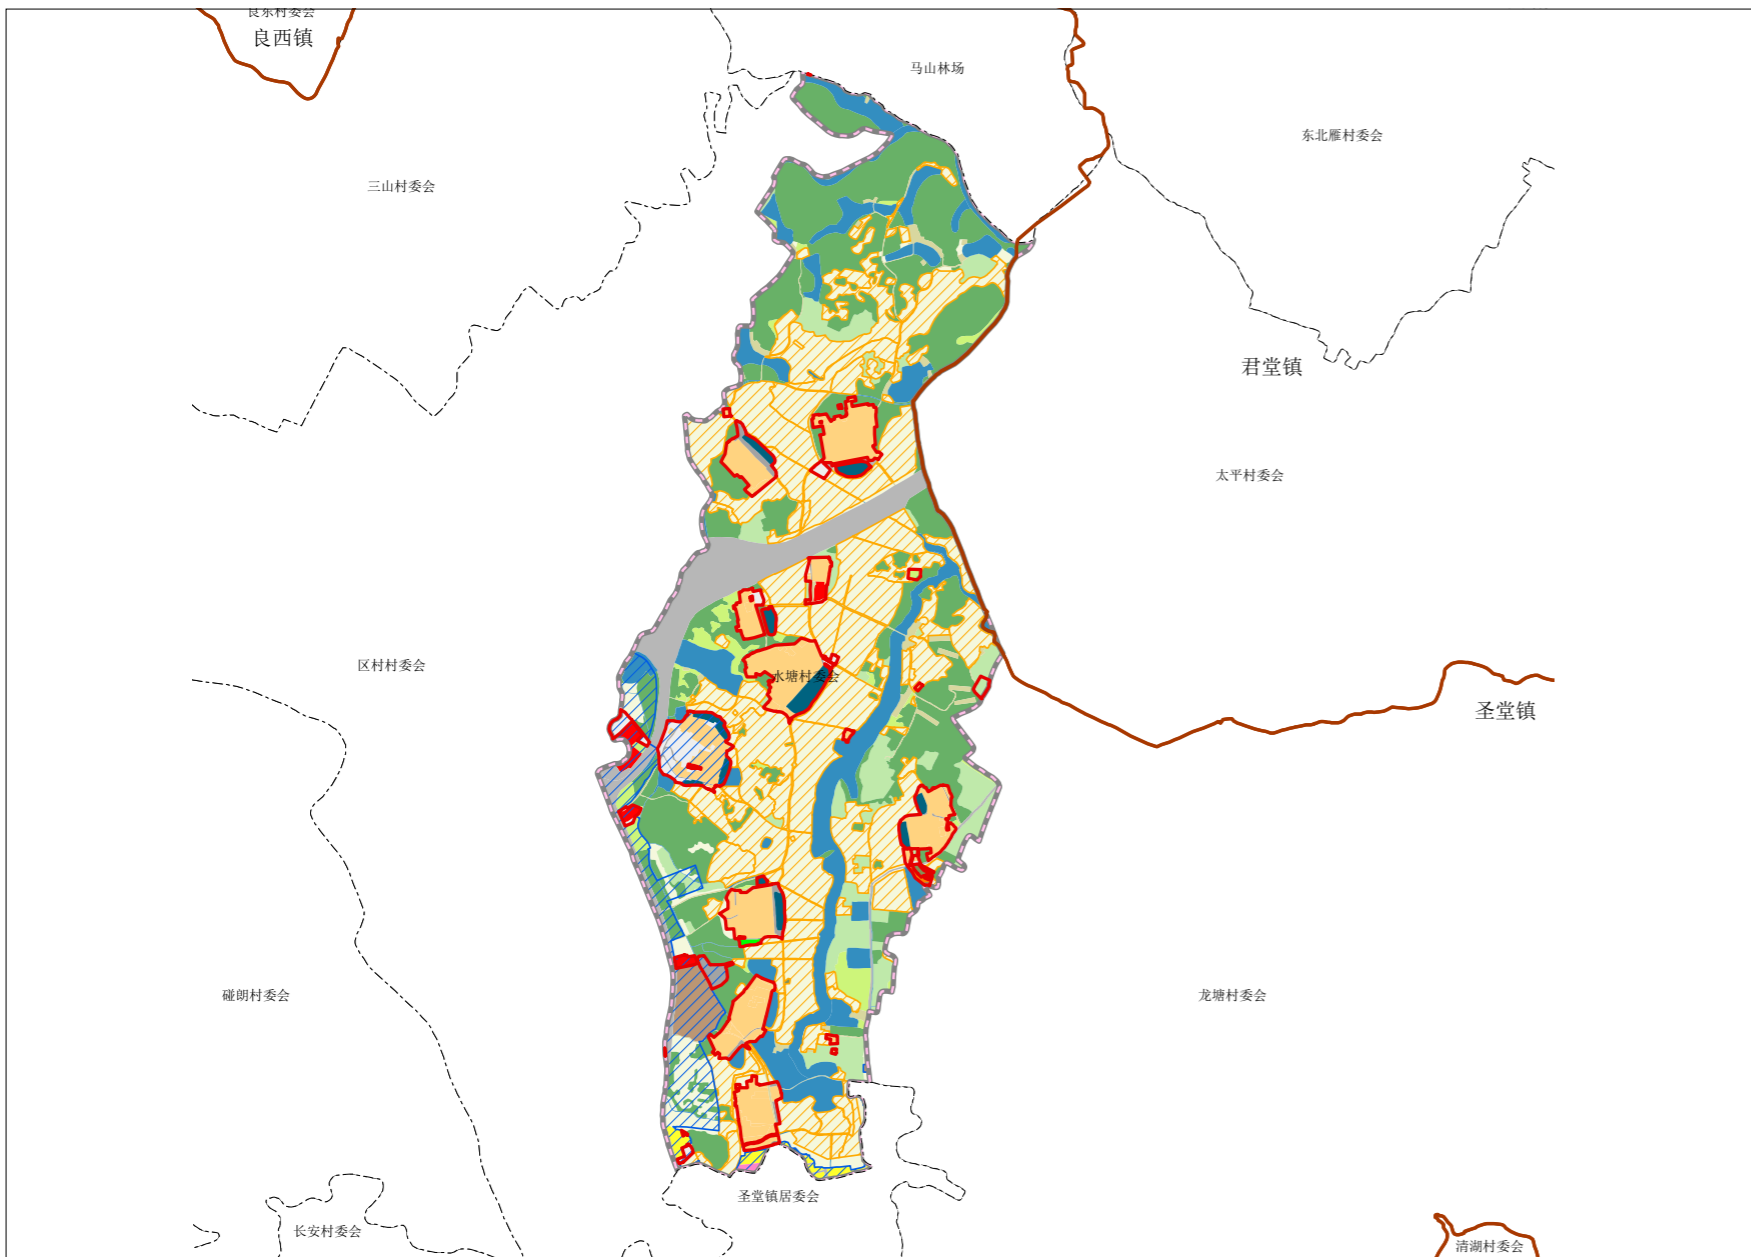 良东村委会
良西镇
马山林场
东北雁村委会
三山村委会
君堂镇
太平村委会
区村村委会
水塘村委会
圣堂镇
碰朗村委会
龙塘村委会
圣堂镇居委会
长安村委会
清湖村委会